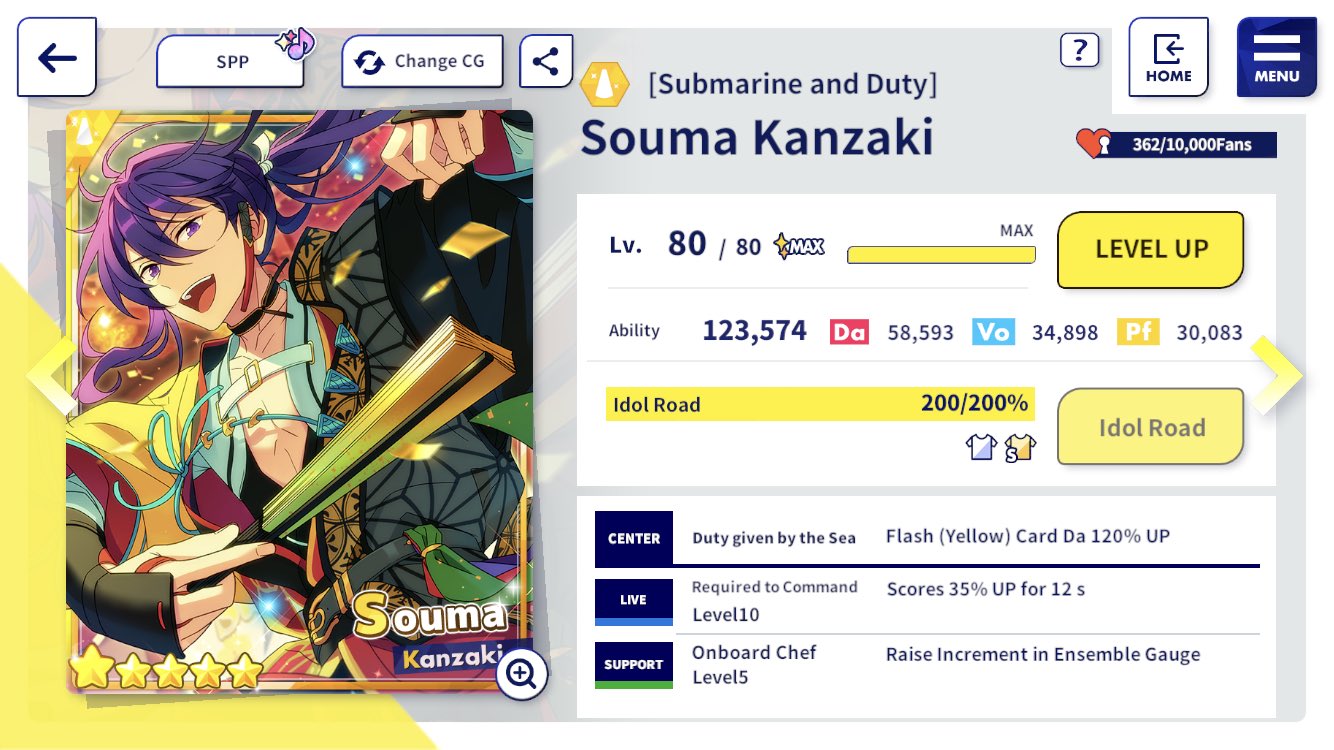 SPP
Change CG
?
HOME
MENU
[Submarine and Duty]
Souma Kanzaki
362/10,000Fans
Lv. 80 / 80 MAX
MAX
LEVEL UP
Ability 123,574 Da 58,593 Vo 34,898 Pf 30,083
Idol Road 200/200%
S
Idol Road
CENTER Duty given by the Sea Flash (Yellow) Card Da 120% UP
LIVE Required to Command Level10 Scores 35% UP for 12 s
SUPPORT Onboard Chef Level5 Raise Increment in Ensemble Gauge
Souma
Kanzaki